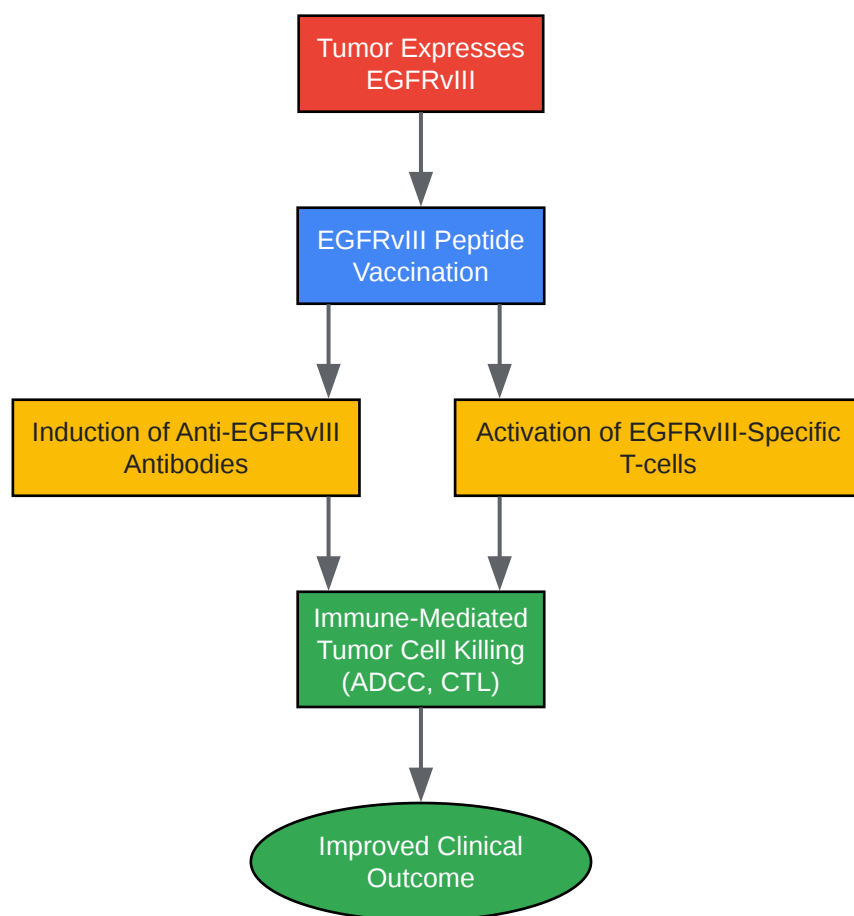 Tumor Expresses
EGFRvIII
EGFRvIII Peptide
Vaccination
Induction of Anti-EGFRvIII
Antibodies
Activation of EGFRvIII-Specific
T-cells
Immune-Mediated
Tumor Cell Killing
(ADCC, CTL)
Improved Clinical
Outcome